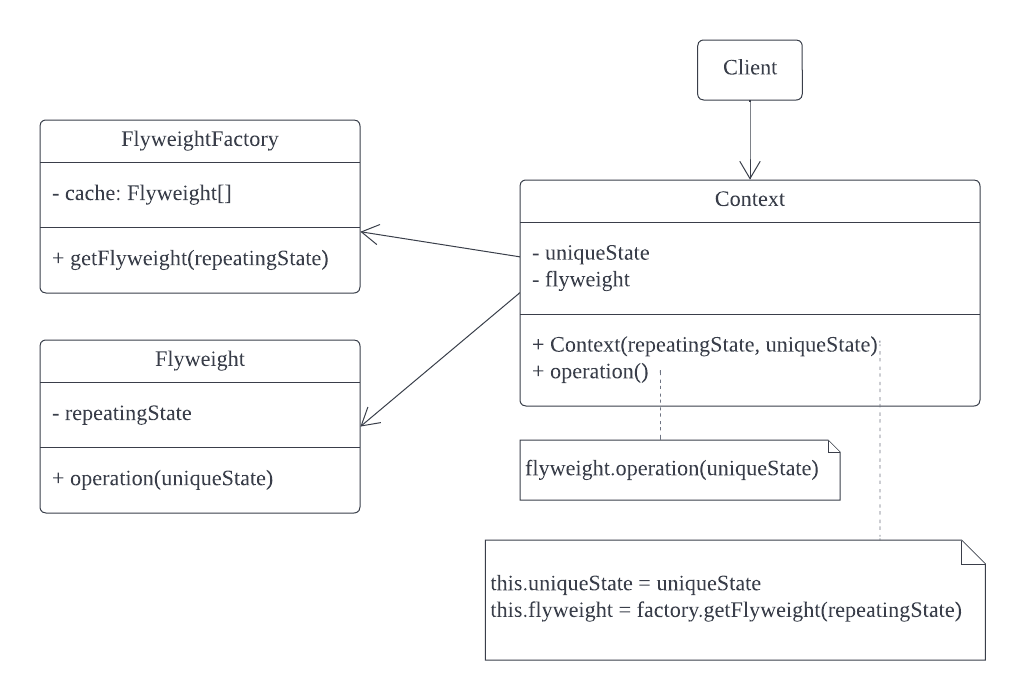 Client
FlyweightFactory
- cache: Flyweight[]
+ getFlyweight(repeatingState)
Context
- uniqueState
- flyweight
+ Context(repeatingState, uniqueState)
+ operation()
Flyweight
- repeatingState
+ operation(uniqueState)
flyweight.operation(uniqueState)
this.uniqueState = uniqueState
this.flyweight = factory.getFlyweight(repeatingState)